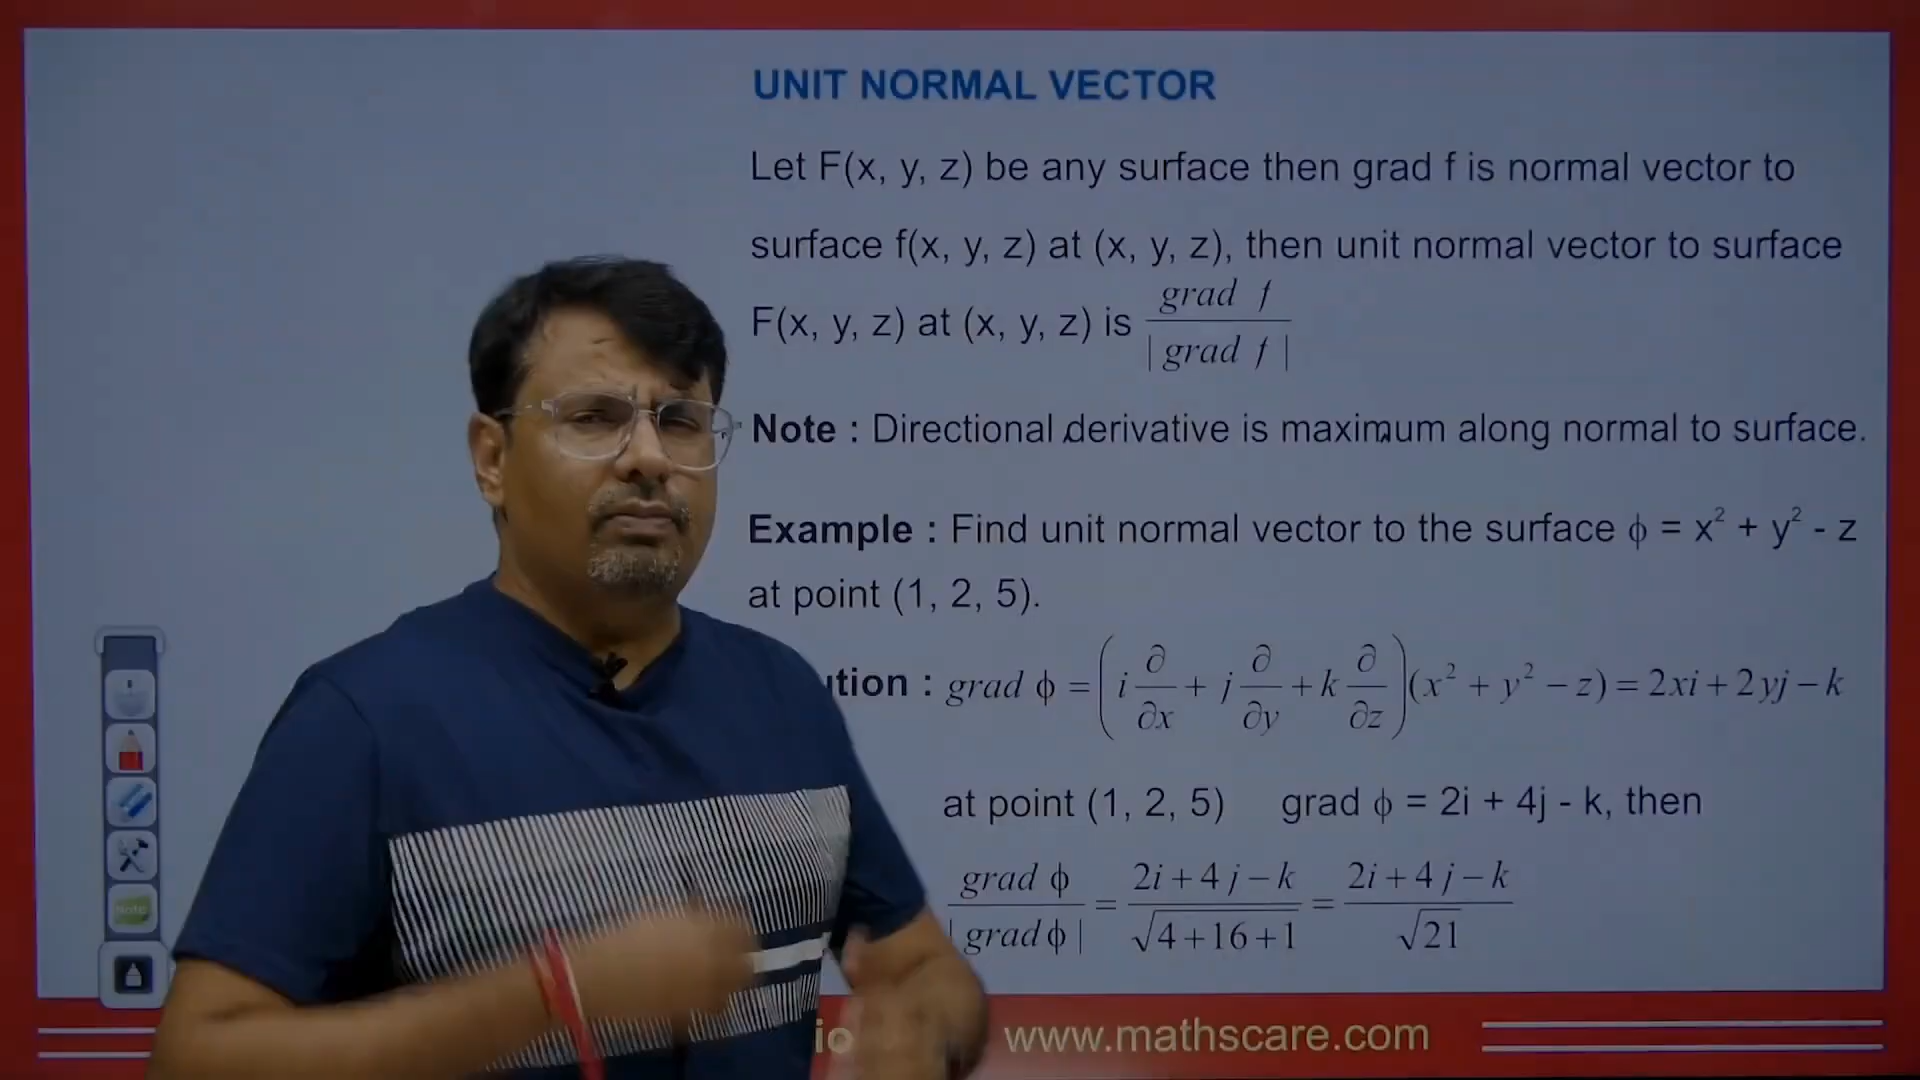 UNIT NORMAL VECTOR
Let F(x, y, z) be any surface then grad f is normal vector to
surface f(x, y, z) at (x, y, z), then unit normal vector to surface
F(x, y, z) at (x, y, z) is grad f / | grad f |
Note : Directional derivative is maximum along normal to surface.
Example : Find unit normal vector to the surface ϕ = x² + y² - z
at point (1, 2, 5).
ution : grad ϕ = (i ∂/∂x + j ∂/∂y + k ∂/∂z)(x² + y² − z) = 2xi + 2yj − k
at point (1, 2, 5) grad ϕ = 2i + 4j - k, then
grad ϕ / | grad ϕ | = 2i + 4j − k / √4+16+1 = 2i + 4j − k / √21
Note
io www.mathscare.com